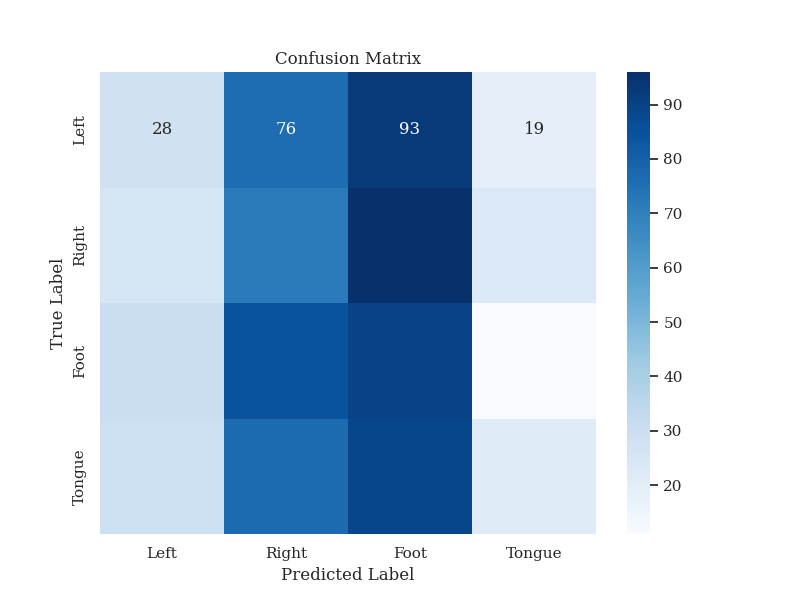 Confusion Matrix
True Label
Left
28 76 93 19
Right
Foot
Tongue
Left Right Foot Tongue
Predicted Label
90
80
70
60
50
40
30
20